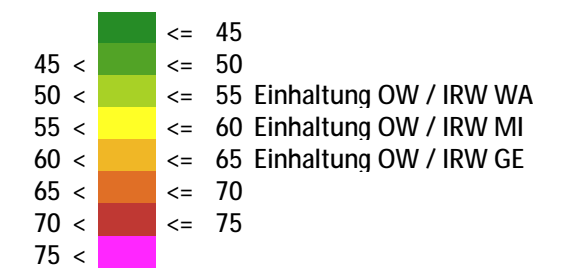 <= 45
45 < <= 50
50 < <= 55 Einhaltung OW / IRW WA
55 < <= 60 Einhaltung OW / IRW MI
60 < <= 65 Einhaltung OW / IRW GE
65 < <= 70
70 < <= 75
75 <